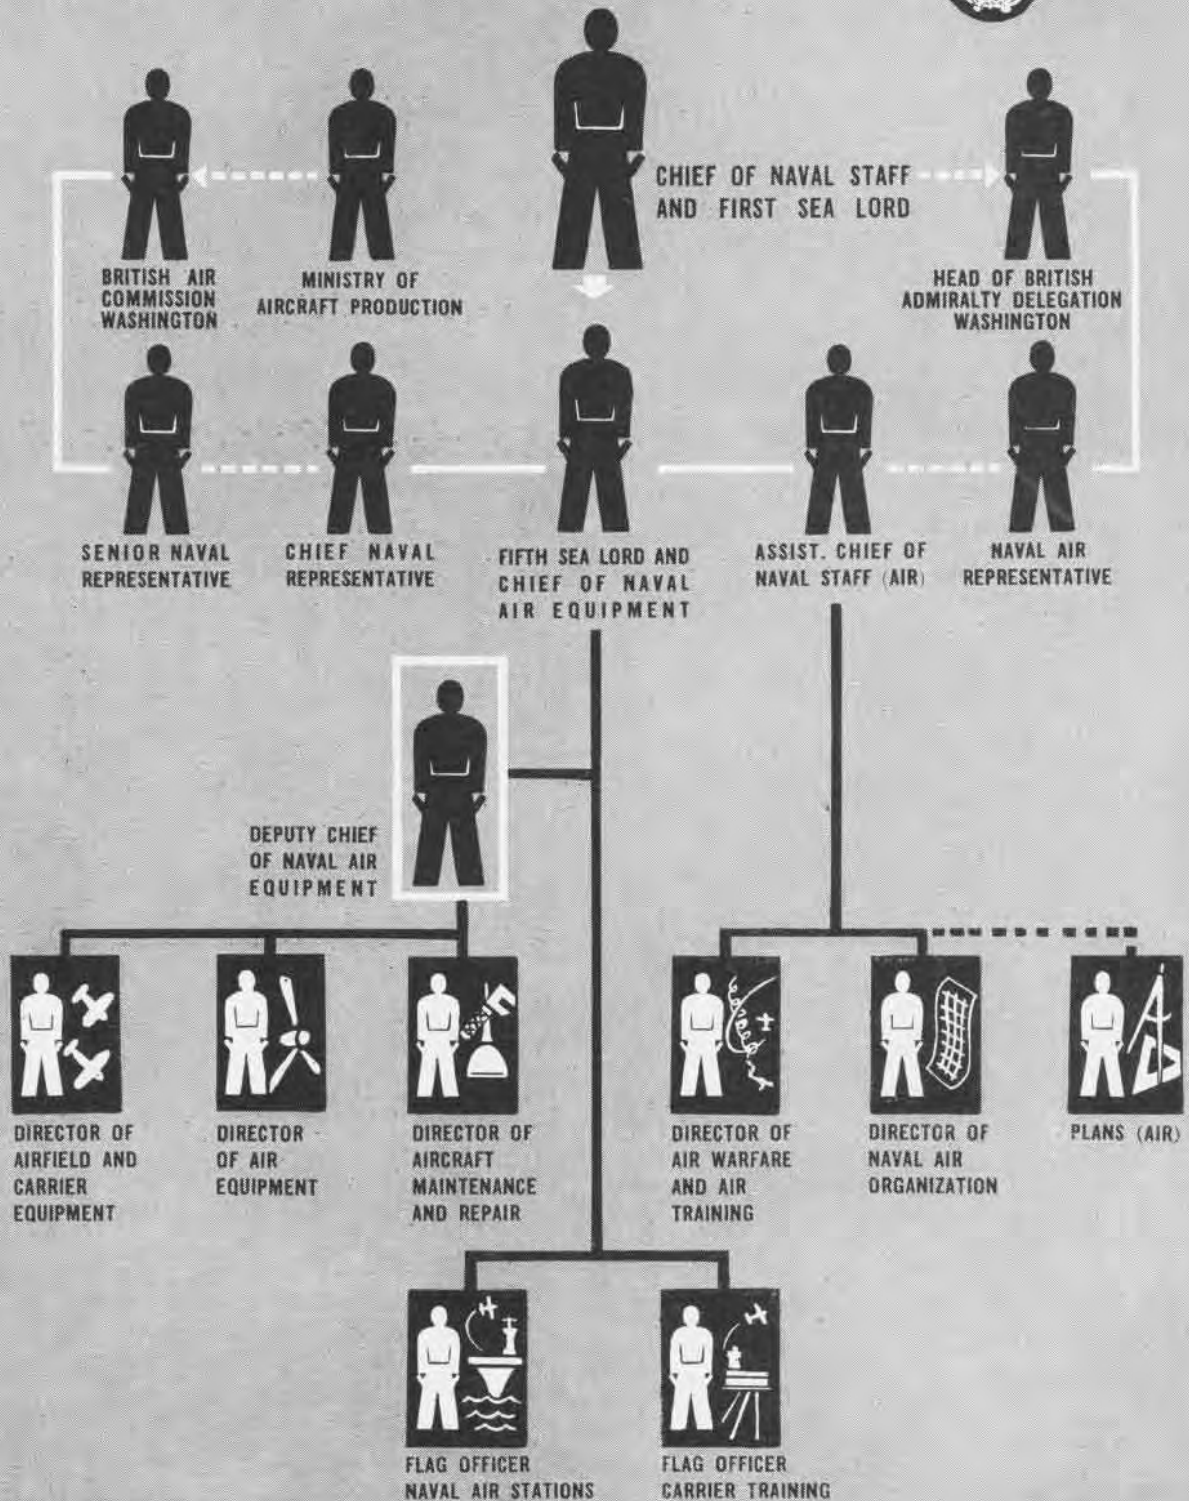 CHIEF OF NAVAL STAFF
AND FIRST SEA LORD
BRITISH AIR
COMMISSION
WASHINGTON
MINISTRY OF
AIRCRAFT PRODUCTION
HEAD OF BRITISH
ADMIRALTY DELEGATION
WASHINGTON
SENIOR NAVAL
REPRESENTATIVE
CHIEF NAVAL
REPRESENTATIVE
FIFTH SEA LORD AND
CHIEF OF NAVAL
AIR EQUIPMENT
ASSIST. CHIEF OF
NAVAL STAFF (AIR)
NAVAL AIR
REPRESENTATIVE
DEPUTY CHIEF
OF NAVAL AIR
EQUIPMENT
DIRECTOR OF
AIRFIELD AND
CARRIER
EQUIPMENT
DIRECTOR
OF AIR
EQUIPMENT
DIRECTOR OF
AIRCRAFT
MAINTENANCE
AND REPAIR
DIRECTOR OF
AIR WARFARE
AND AIR
TRAINING
DIRECTOR OF
NAVAL AIR
ORGANIZATION
PLANS (AIR)
FLAG OFFICER
NAVAL AIR STATIONS
FLAG OFFICER
CARRIER TRAINING